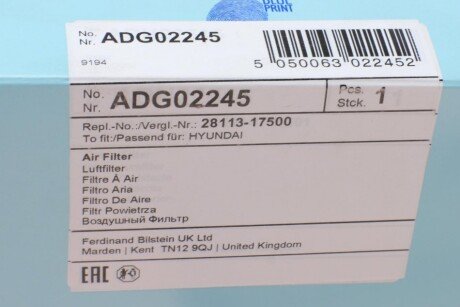 BLUE
PRINT
No.
Nr. ADG02245
9194
5 050063 022452
No.
Nr. ADG02245
Pcs.
Stck. 1
Repl.-No.:/Vergl.-Nr.: 28113-17500
To fit:/Passend für: HYUNDAI
Air Filter
Luftfilter
Filtre À Air
Filtro Aria
Filtro De Aire
Filtr Powietrza
Воздушный Фильтр
Ferdinand Bilstein UK Ltd
Marden | Kent TN12 9QJ | United Kingdom
EAC